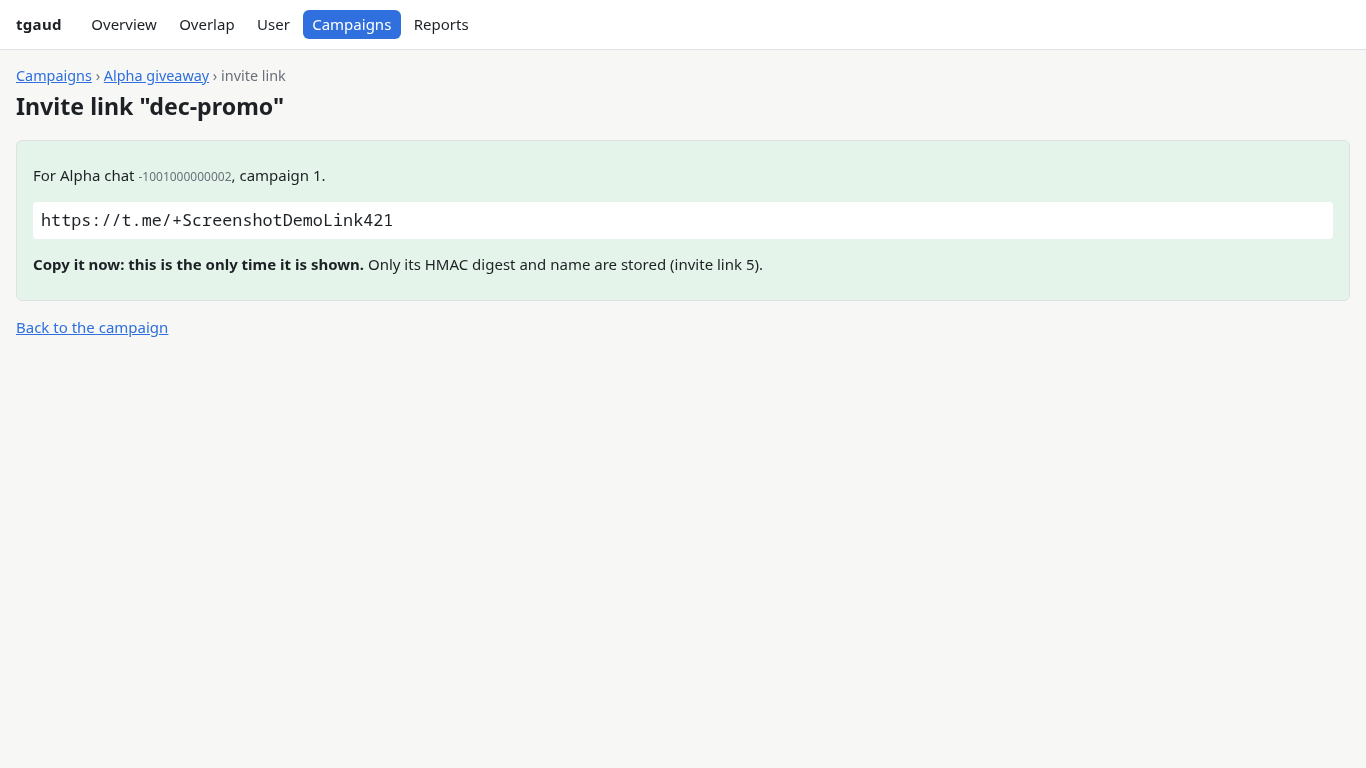 tgaud Overview Overlap User Campaigns Reports
Campaigns › Alpha giveaway › invite link
Invite link "dec-promo"
For Alpha chat -1001000000002, campaign 1.
https://t.me/+ScreenshotDemoLink421
Copy it now: this is the only time it is shown. Only its HMAC digest and name are stored (invite link 5).
Back to the campaign